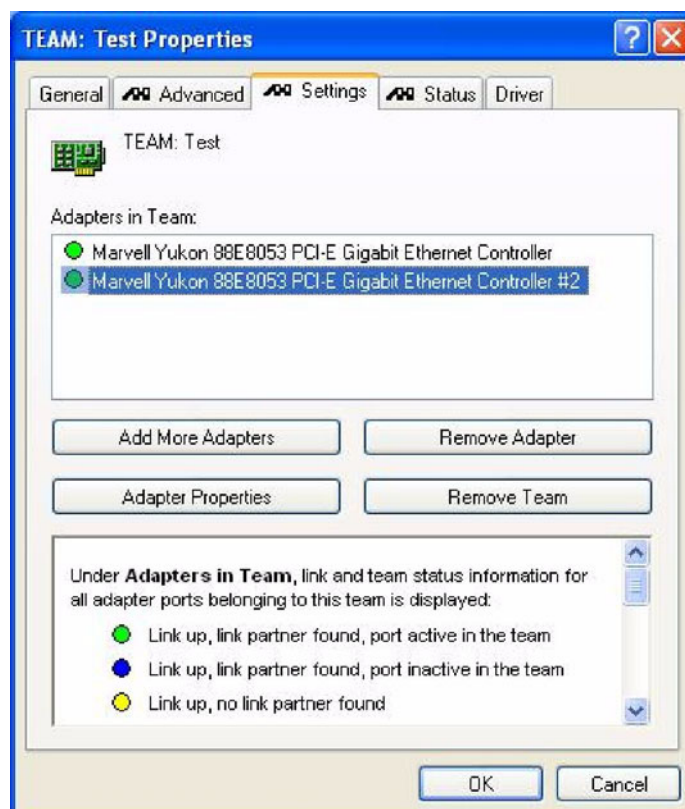 TEAM: Test Properties
General Advanced Settings Status Driver
TEAM: Test
Adapters in Team:
Marvell Yukon 88E8053 PCI-E Gigabit Ethernet Controller
Marvell Yukon 88E8053 PCI-E Gigabit Ethernet Controller #2
Add More Adapters Remove Adapter
Adapter Properties Remove Team
Under Adapters in Team, link and team status information for
all adapter ports belonging to this team is displayed:
Link up, link partner found, port active in the team
Link up, link partner found, port inactive in the team
Link up, no link partner found
OK Cancel